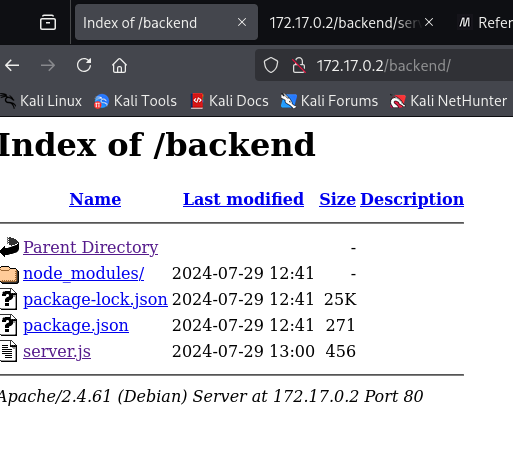 Index of /backend × 172.17.0.2/backend/ser × Refer
172.17.0.2/backend/
Kali Linux Kali Tools Kali Docs Kali Forums Kali NetHunter
Index of /backend
Name Last modified Size Description
Parent Directory -
node_modules/ 2024-07-29 12:41 -
package-lock.json 2024-07-29 12:41 25K
package.json 2024-07-29 12:41 271
server.js 2024-07-29 13:00 456
Apache/2.4.61 (Debian) Server at 172.17.0.2 Port 80